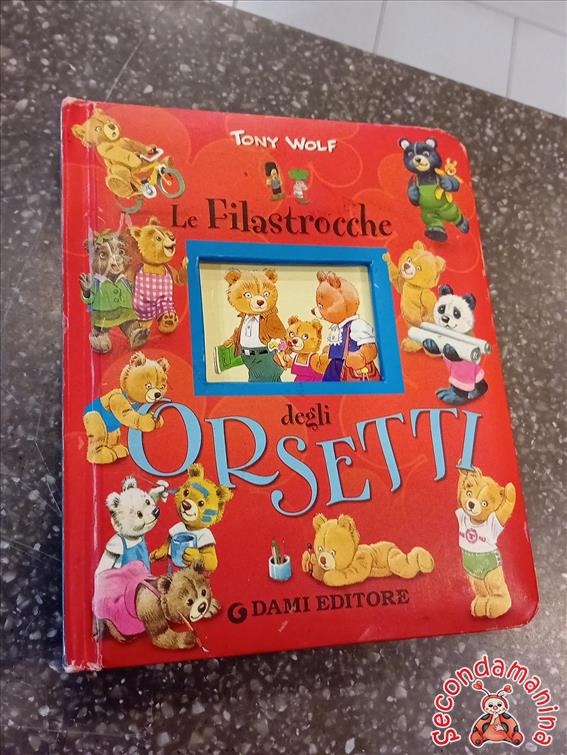 TONY WOLF
Le Filastrocche
degli
ORSETTI
G DAMI EDITORE
Secondamanina